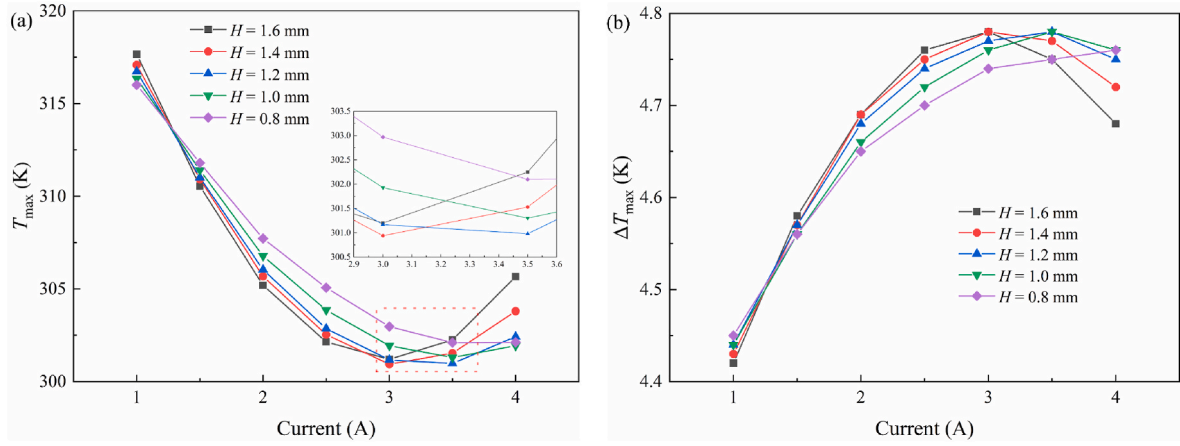 (a)
320
315
310
305
300
T_max (K)
1
2
3
4
Current (A)
H = 1.6 mm
H = 1.4 mm
H = 1.2 mm
H = 1.0 mm
H = 0.8 mm
303.5
303.0
302.5
302.0
301.5
301.0
300.5
2.9 3.0 3.1 3.2 3.3 3.4 3.5 3.6
(b)
4.8
4.7
4.6
4.5
4.4
ΔT_max (K)
1
2
3
4
Current (A)
H = 1.6 mm
H = 1.4 mm
H = 1.2 mm
H = 1.0 mm
H = 0.8 mm